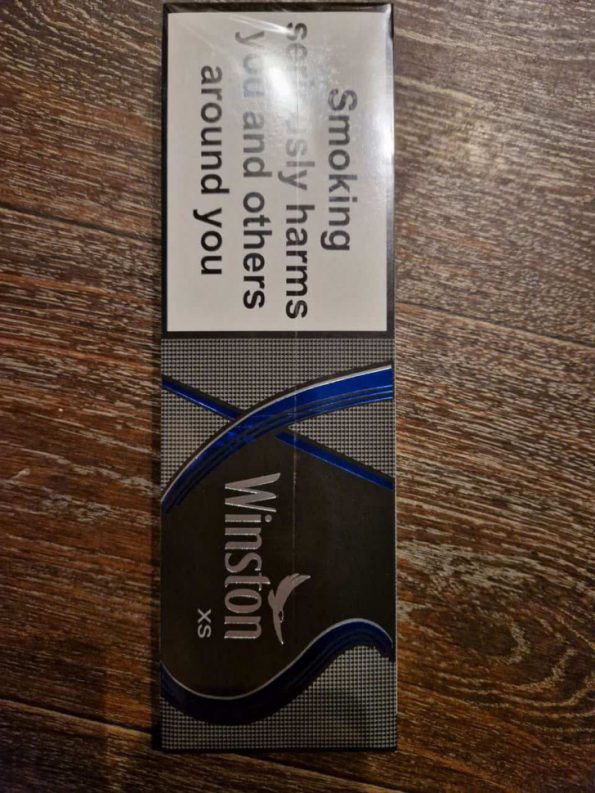 Smoking
seriously harms
you and others
around you
Winston
XS